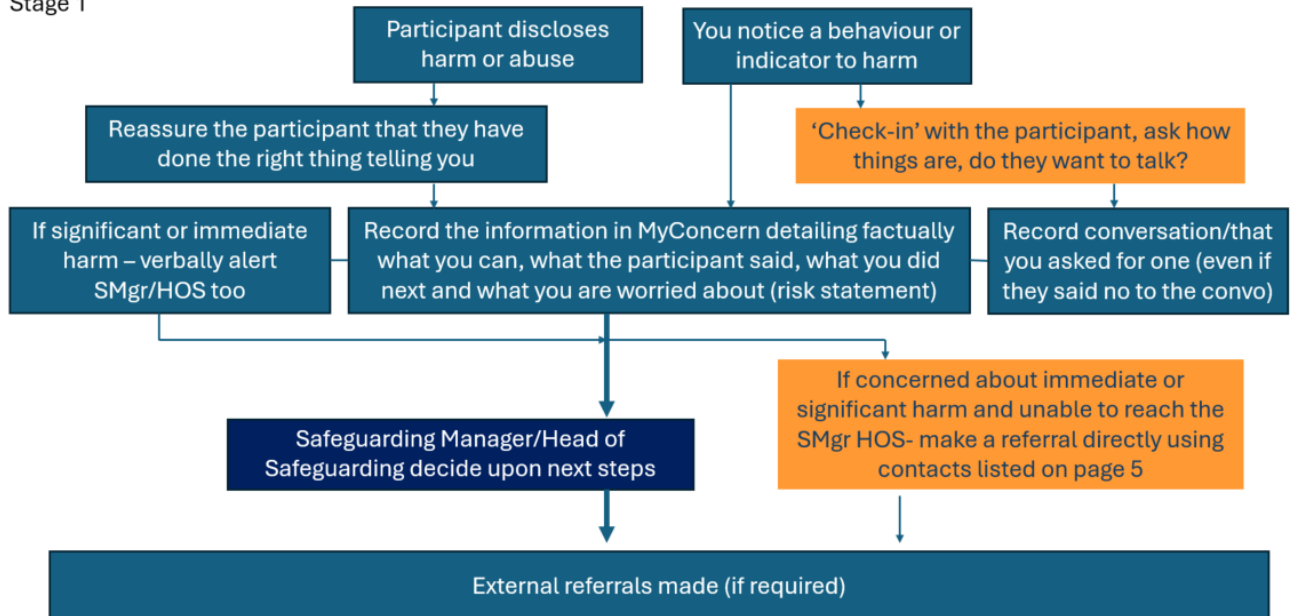 Stage 1
Participant discloses
harm or abuse
You notice a behaviour or
indicator to harm
Reassure the participant that they have
done the right thing telling you
‘Check-in’ with the participant, ask how
things are, do they want to talk?
If significant or immediate
harm – verbally alert
SMgr/HOS too
Record the information in MyConcern detailing factually
what you can, what the participant said, what you did
next and what you are worried about (risk statement)
Record conversation/that
you asked for one (even if
they said no to the convo)
If concerned about immediate or
significant harm and unable to reach the
SMgr HOS- make a referral directly using
contacts listed on page 5
Safeguarding Manager/Head of
Safeguarding decide upon next steps
External referrals made (if required)